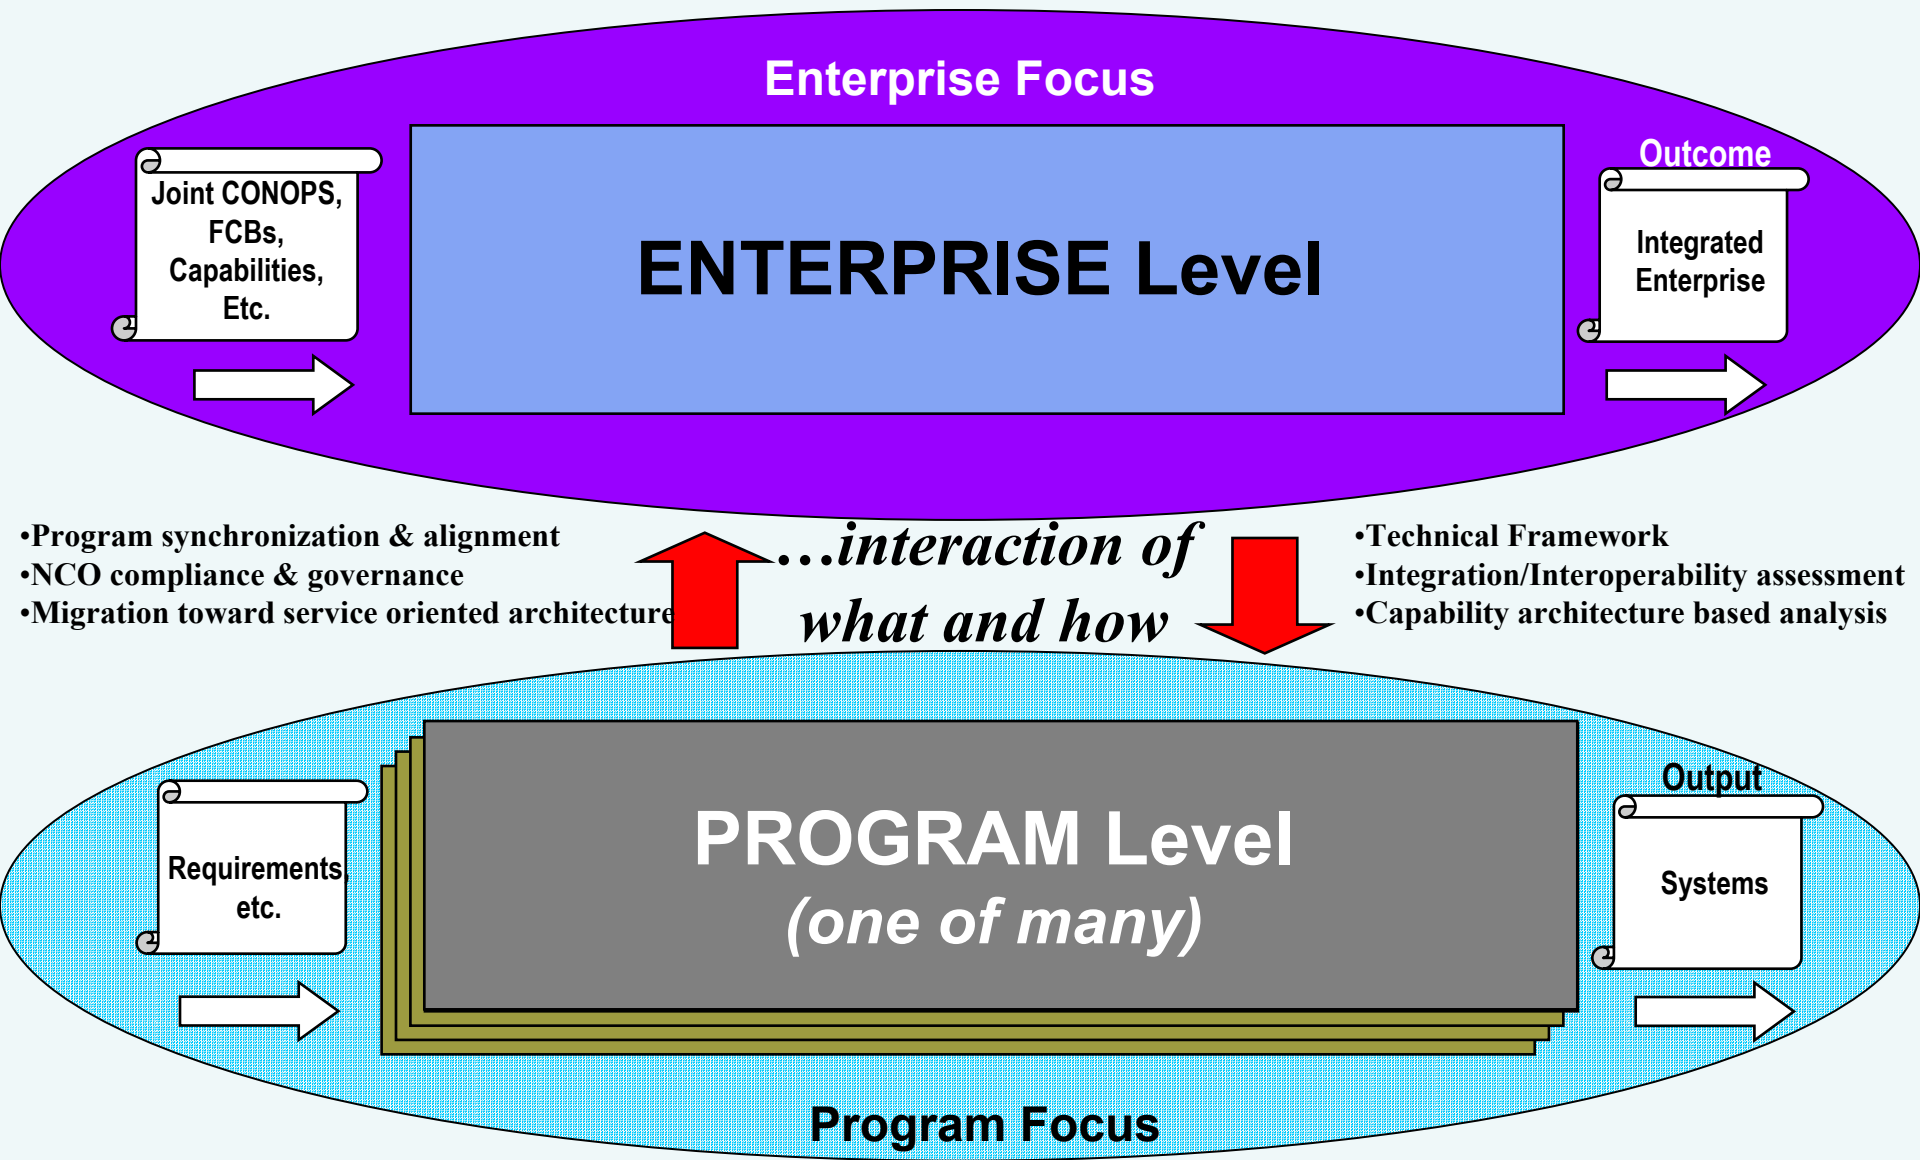 Enterprise Focus
Joint CONOPS,
FCBs,
Capabilities,
Etc.
ENTERPRISE Level
Outcome
Integrated
Enterprise
•Program synchronization & alignment
•NCO compliance & governance
•Migration toward service oriented architecture
...interaction of
what and how
•Technical Framework
•Integration/Interoperability assessment
•Capability architecture based analysis
Requirements,
etc.
PROGRAM Level
(one of many)
Output
Systems
Program Focus